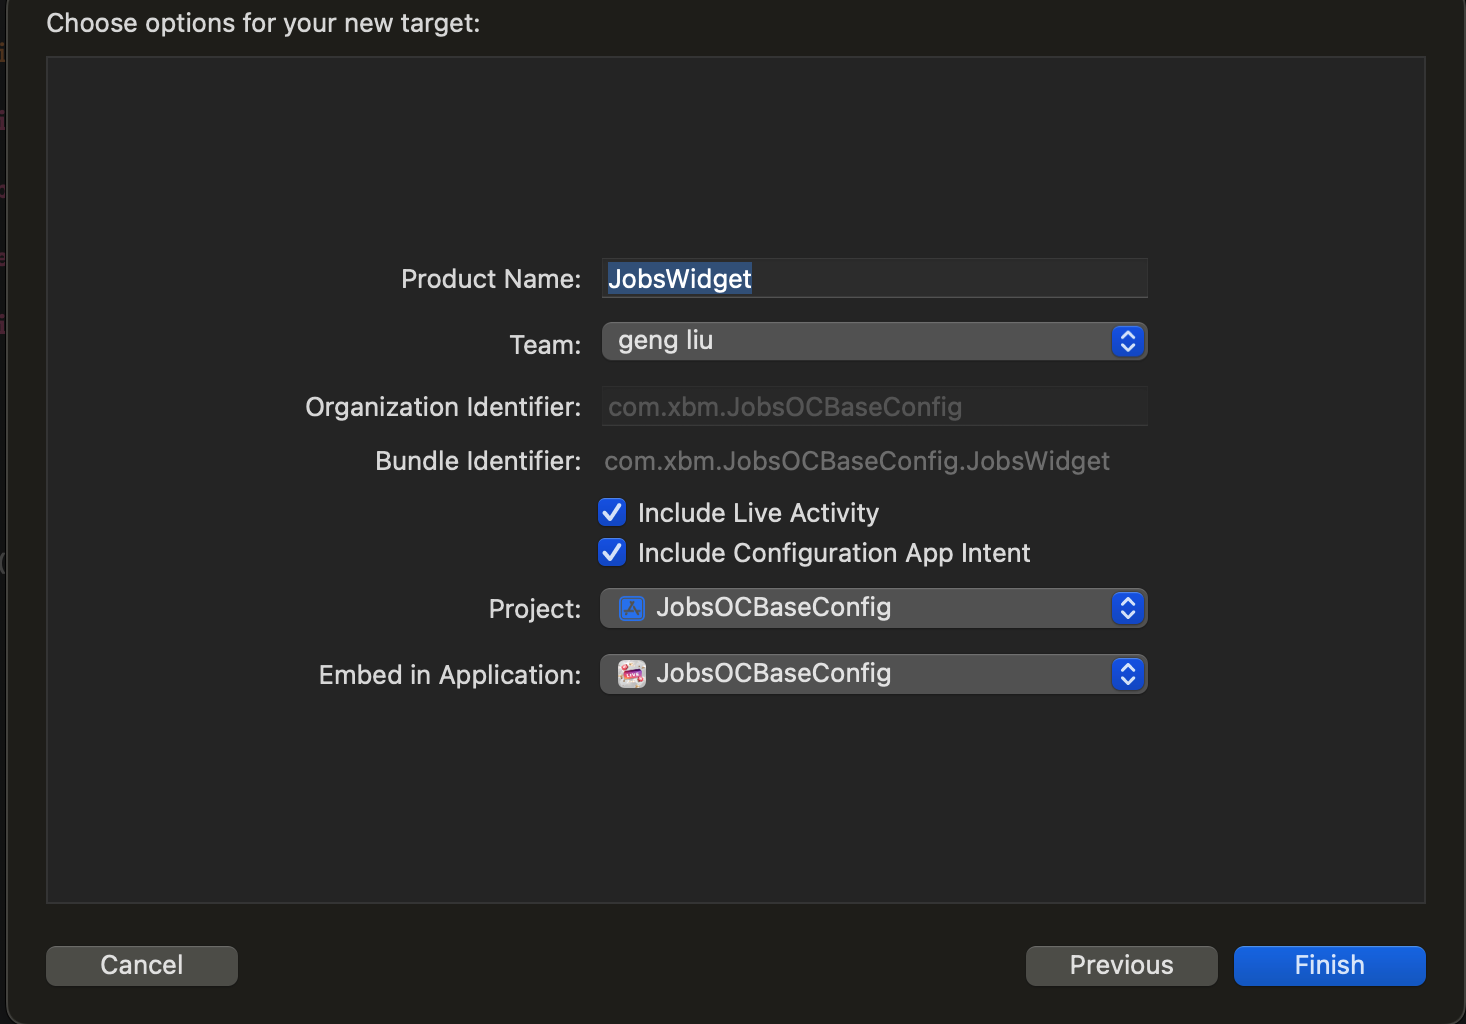 Choose options for your new target:
Product Name: JobsWidget
Team: geng liu
Organization Identifier: com.xbm.JobsOCBaseConfig
Bundle Identifier: com.xbm.JobsOCBaseConfig.JobsWidget
Include Live Activity
Include Configuration App Intent
Project: JobsOCBaseConfig
Embed in Application: JobsOCBaseConfig
Cancel
Previous
Finish